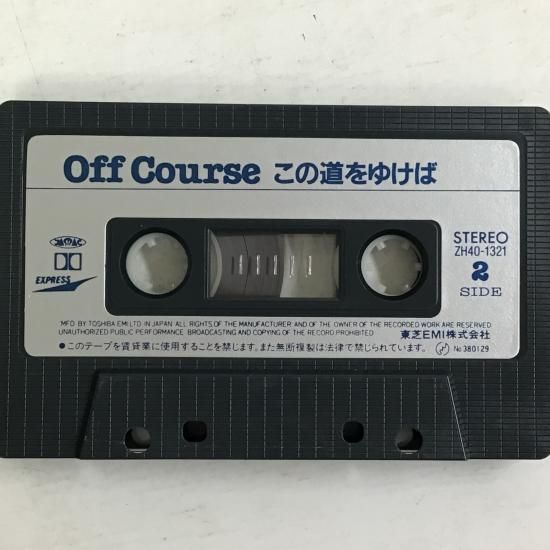 Off Course この道をゆけば
STEREO
ZH40-1321
2
SIDE
EXPRESS
MFD BY TOSHIBA EMI LTD. IN JAPAN. ALL RIGHTS OF THE MANUFACTURER AND OF THE OWNER OF THE RECORDED WORK ARE RESERVED
UNAUTHORIZED PUBLIC PERFORMANCE BROADCASTING AND COPYING OF THE RECORD PROHIBITED
東芝EMI株式会社
●このテープを賃貸業に使用することを禁じます。また無断複製は法律で禁じられています。
No 380129